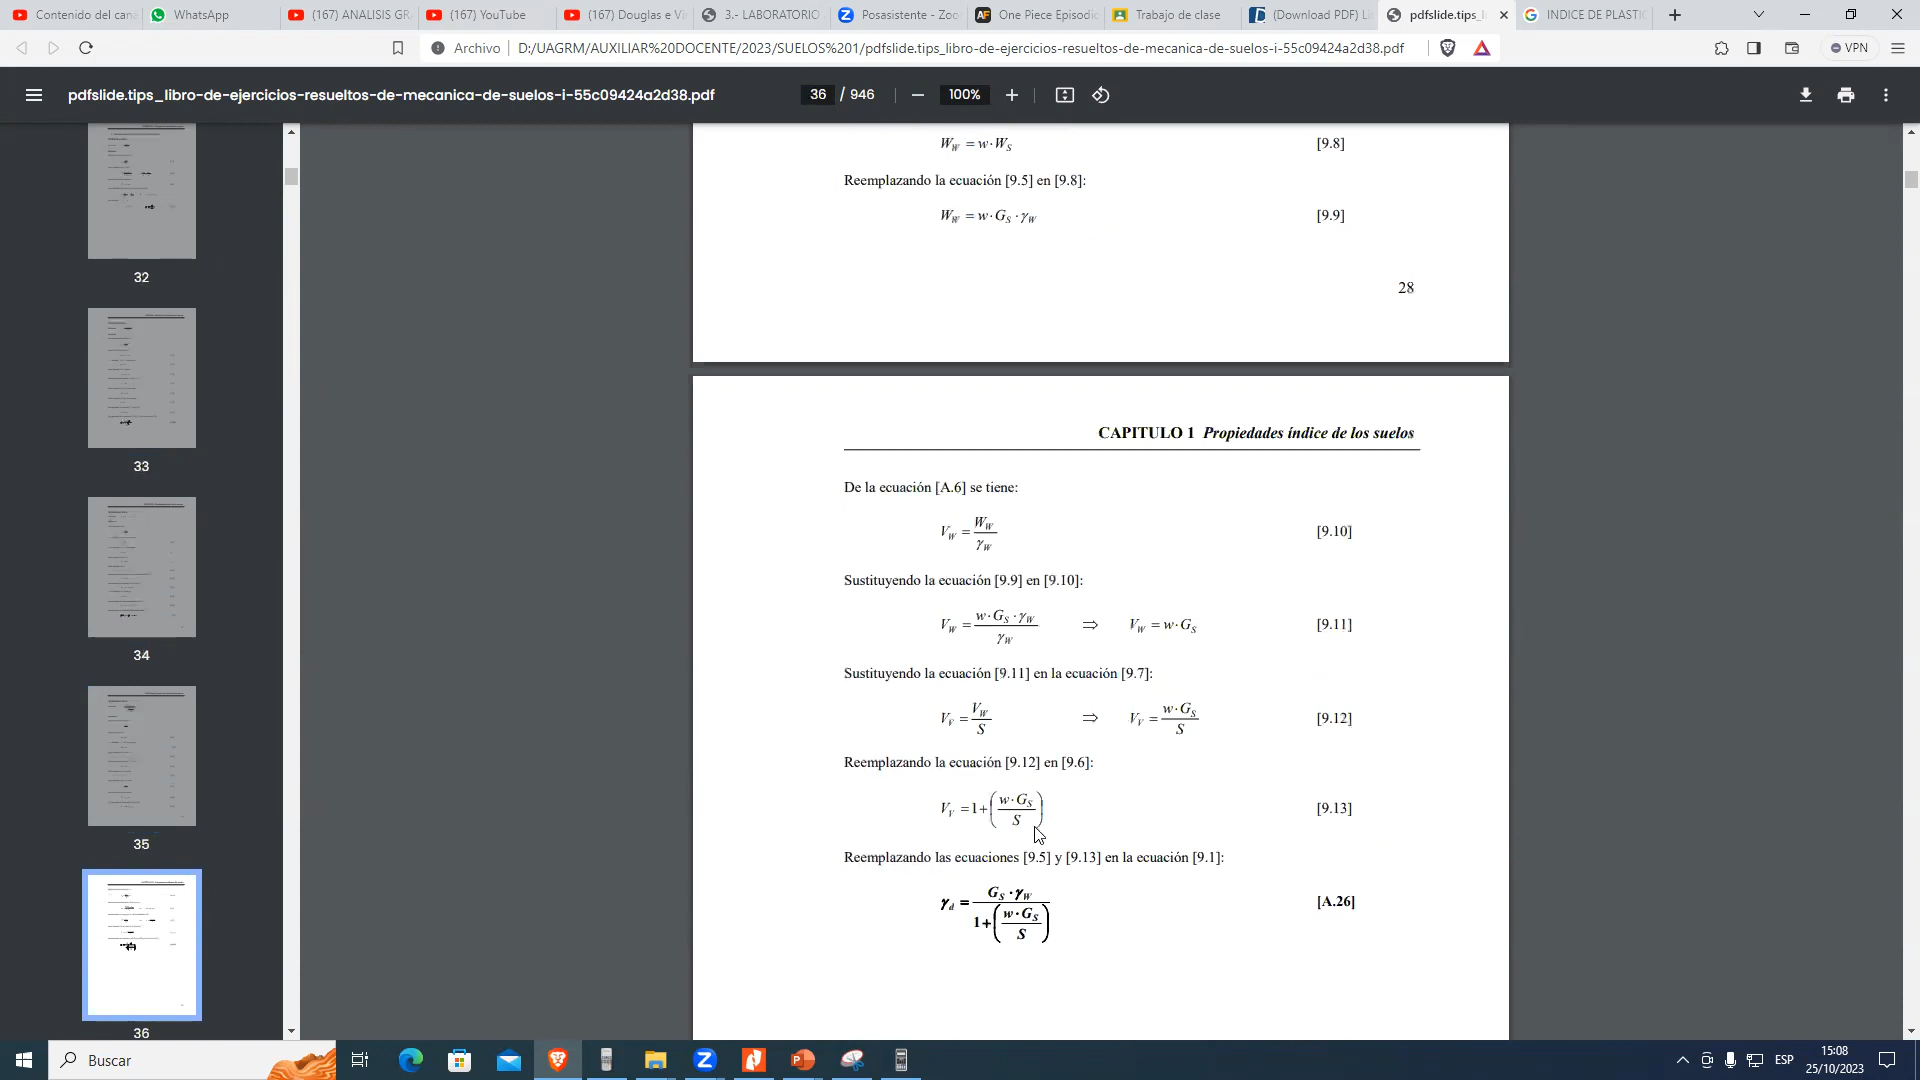 Contenido del cana
WhatsApp
(167) ANALISIS GRA
(167) YouTube
(167) Douglas e Vi
3.- LABORATORIO
Posasistente - Zoo
One Piece Episodi
Trabajo de clase
(Download PDF) Li
pdfslide.tips_l
INDICE DE PLASTIC
Archivo
D:/UAGRM/AUXILIAR%20DOCENTE/2023/SUELOS%201/pdfslide.tips_libro-de-ejercicios-resueltos-de-mecanica-de-suelos-i-55c09424a2d38.pdf
VPN
pdfslide.tips_libro-de-ejercicios-resueltos-de-mecanica-de-suelos-i-55c09424a2d38.pdf
36 / 946
100%
32
33
34
35
36
W_W = w · W_S [9.8]
Reemplazando la ecuación [9.5] en [9.8]:
W_W = w · G_S · γ_W [9.9]
28
CAPITULO 1 Propiedades índice de los suelos
De la ecuación [A.6] se tiene:
V_W = W_W / γ_W [9.10]
Sustituyendo la ecuación [9.9] en [9.10]:
V_W = w · G_S · γ_W / γ_W ⇒ V_W = w · G_S [9.11]
Sustituyendo la ecuación [9.11] en la ecuación [9.7]:
V_V = V_W / S ⇒ V_V = w · G_S / S [9.12]
Reemplazando la ecuación [9.12] en [9.6]:
V_V = 1 + (w · G_S / S) [9.13]
Reemplazando las ecuaciones [9.5] y [9.13] en la ecuación [9.1]:
γ_d = G_S · γ_W / 1 + (w · G_S / S) [A.26]
Buscar
ESP
15:08
25/10/2023